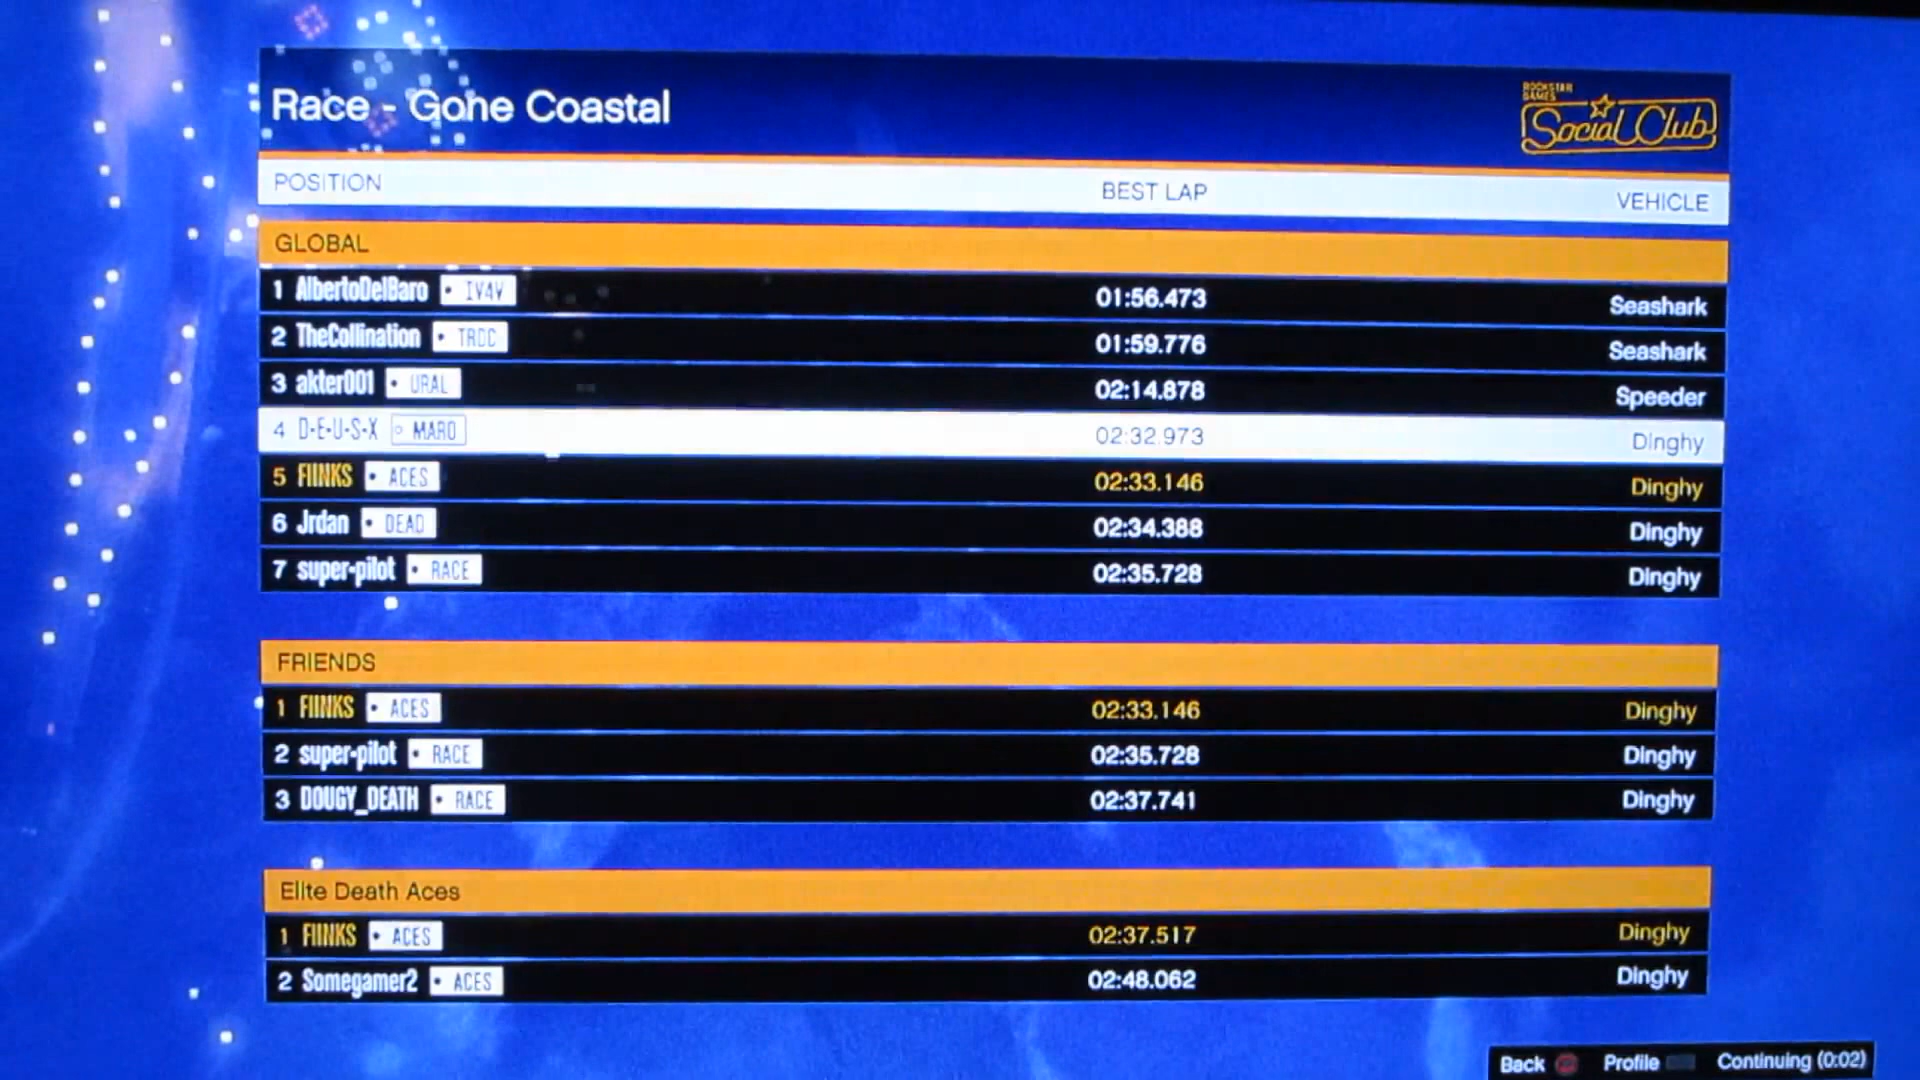 Race - Gone Coastal
ROCKSTAR GAMES Social Club
POSITION BEST LAP VEHICLE
GLOBAL
1 AlbertoDelBaro IV4V 01:56.473 Seashark
2 TheCollination TRDC 01:59.776 Seashark
3 akter001 URAL 02:14.878 Speeder
4 D-E-U-S-X MARO 02:32.973 Dinghy
5 FIINKS ACES 02:33.146 Dinghy
6 Jrdan DEAD 02:34.388 Dinghy
7 super-pilot RACE 02:35.728 Dinghy
FRIENDS
1 FIINKS ACES 02:33.146 Dinghy
2 super-pilot RACE 02:35.728 Dinghy
3 DOUGY_DEATH RACE 02:37.741 Dinghy
Elite Death Aces
1 FIINKS ACES 02:37.517 Dinghy
2 Somegamer2 ACES 02:48.062 Dinghy
Back Profile Continuing (0:02)